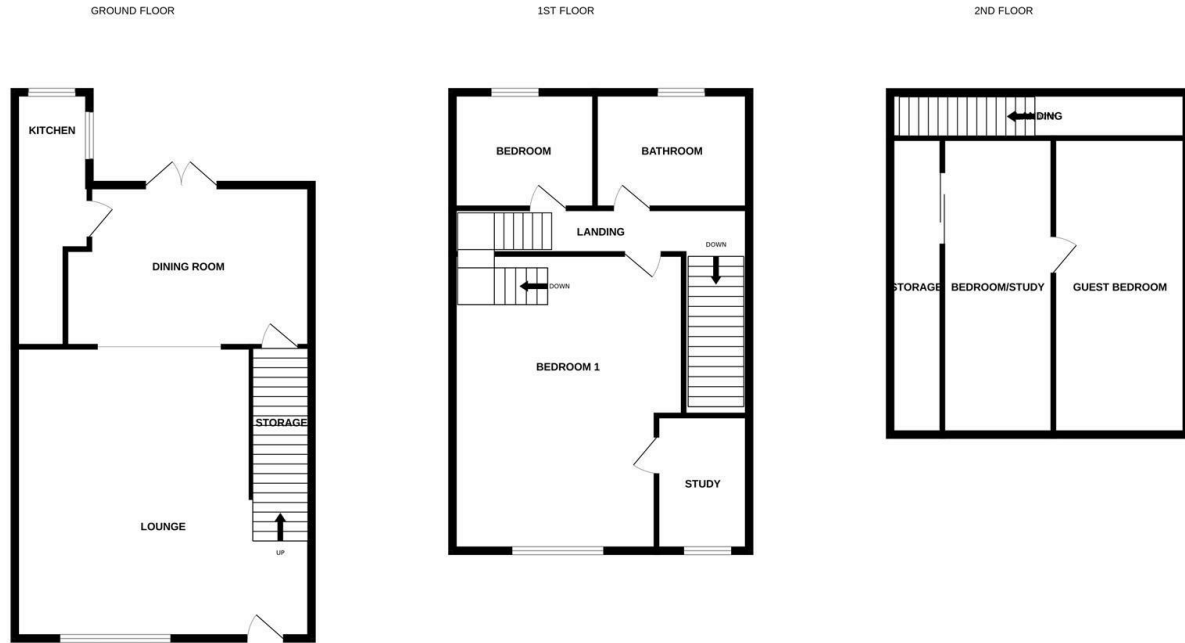 GROUND FLOOR
1ST FLOOR
2ND FLOOR
KITCHEN
DINING ROOM
STORAGE
LOUNGE
UP
BEDROOM
BATHROOM
LANDING
DOWN
DOWN
BEDROOM 1
STUDY
LANDING
STORAGE
BEDROOM/STUDY
GUEST BEDROOM